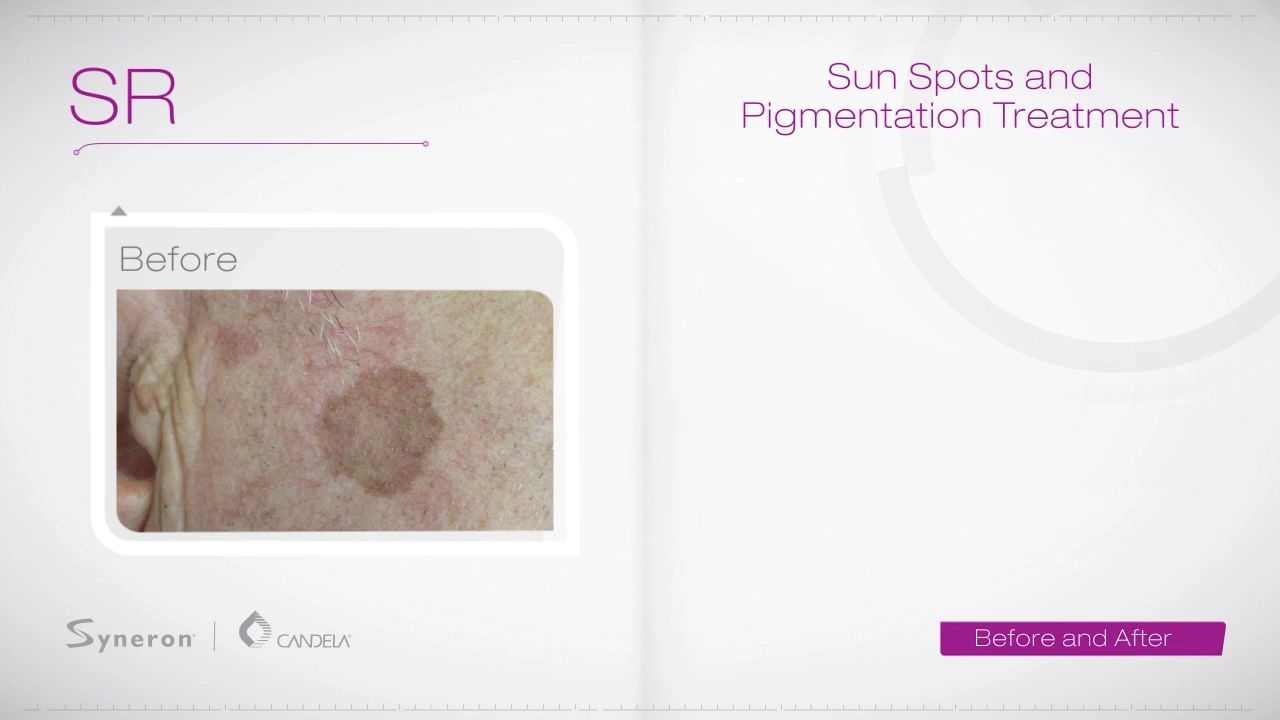 SR
Sun Spots and
Pigmentation Treatment
Before
Syneron
CANDELA
Before and After